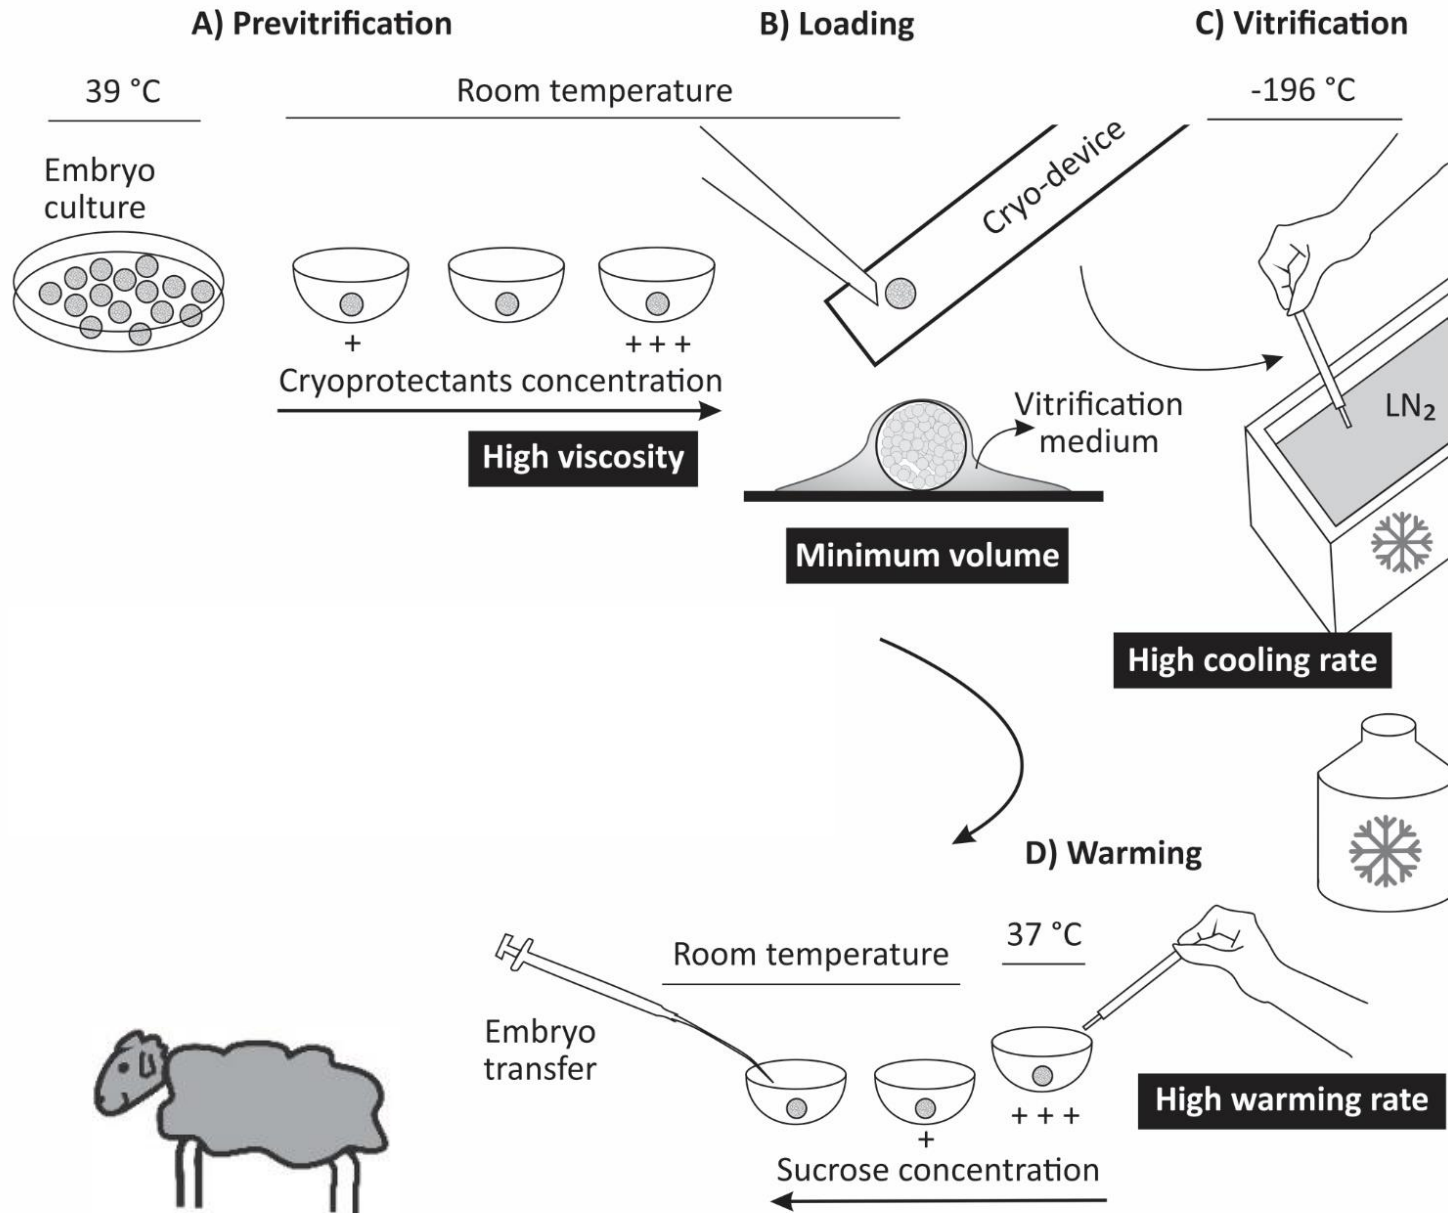 A) Previtrification
B) Loading
C) Vitrification
39 °C
Room temperature
-196 °C
Embryo
culture
Cryo-device
+
+ + +
Cryoprotectants concentration
High viscosity
Vitrification
medium
LN₂
Minimum volume
High cooling rate
D) Warming
Room temperature
37 °C
Embryo
transfer
+
+ + +
High warming rate
Sucrose concentration